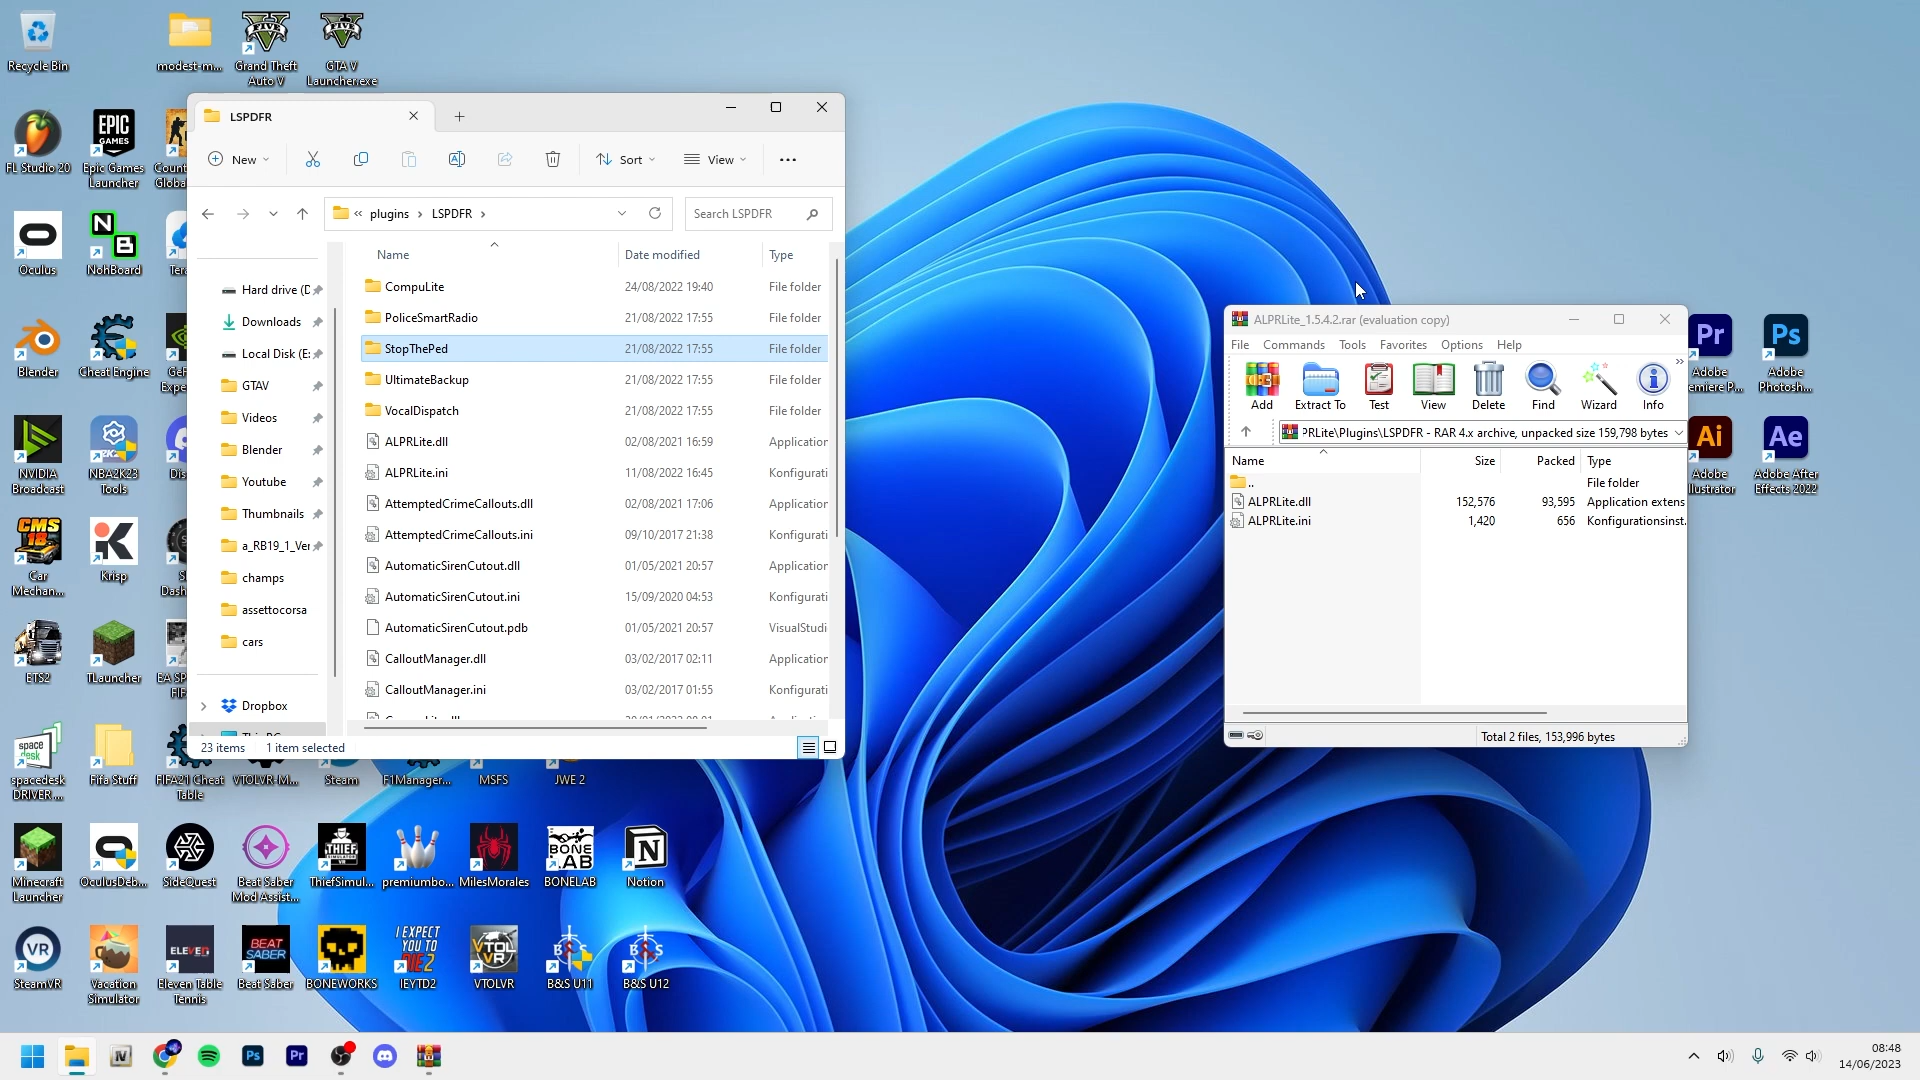 Recycle Bin
modest-m...
Grand Theft
Auto V
GTA V
Launcher.exe
FL Studio 20
Epic Games
Launcher
Count
Globa
Oculus
NohBoard
Tera
Blender
Cheat Engine
GeF
Expe
NVIDIA
Broadcast
NBA2K23
Tools
Dis
Car
Mechan...
Krisp
Dash
ETS2
TLauncher
EA SP
FIF
spacedesk
DRIVER...
Fifa Stuff
FIFA21 Cheat
Table
VTOLVR-M...
Steam
F1Manager...
MSFS
JWE 2
Minecraft
Launcher
OculusDeb...
SideQuest
Beat Saber
Mod Assist...
ThiefSimul...
premiumbo...
MilesMorales
BONELAB
Notion
SteamVR
Vacation
Simulator
Eleven Table
Tennis
Beat Saber
BONEWORKS
IEYTD2
VTOLVR
B&S U11
B&S U12
LSPDFR
New
Sort
View
« plugins › LSPDFR ›
Search LSPDFR
Name Date modified Type
Hard drive (D
Downloads
Local Disk (E:
GTAV
Videos
Blender
Youtube
Thumbnails
a_RB19_1_Ver
champs
assettocorsa
cars
Dropbox
CompuLite 24/08/2022 19:40 File folder
PoliceSmartRadio 21/08/2022 17:55 File folder
StopThePed 21/08/2022 17:55 File folder
UltimateBackup 21/08/2022 17:55 File folder
VocalDispatch 21/08/2022 17:55 File folder
ALPRLite.dll 02/08/2021 16:59 Application
ALPRLite.ini 11/08/2022 16:45 Konfigurati
AttemptedCrimeCallouts.dll 02/08/2021 17:06 Application
AttemptedCrimeCallouts.ini 09/10/2017 21:38 Konfigurati
AutomaticSirenCutout.dll 01/05/2021 20:57 Application
AutomaticSirenCutout.ini 15/09/2020 04:53 Konfigurati
AutomaticSirenCutout.pdb 01/05/2021 20:57 VisualStudi
CalloutManager.dll 03/02/2017 02:11 Application
CalloutManager.ini 03/02/2017 01:55 Konfigurati
23 items 1 item selected
ALPRLite_1.5.4.2.rar (evaluation copy)
File Commands Tools Favorites Options Help
Add Extract To Test View Delete Find Wizard Info
PRLite\Plugins\LSPDFR - RAR 4.x archive, unpacked size 159,798 bytes
Name Size Packed Type
.. File folder
ALPRLite.dll 152,576 93,595 Application extens
ALPRLite.ini 1,420 656 Konfigurationsinst.
Total 2 files, 153,996 bytes
Adobe
emiere P...
Adobe
Photosh...
Adobe
Illustrator
Adobe After
Effects 2022
08:48
14/06/2023